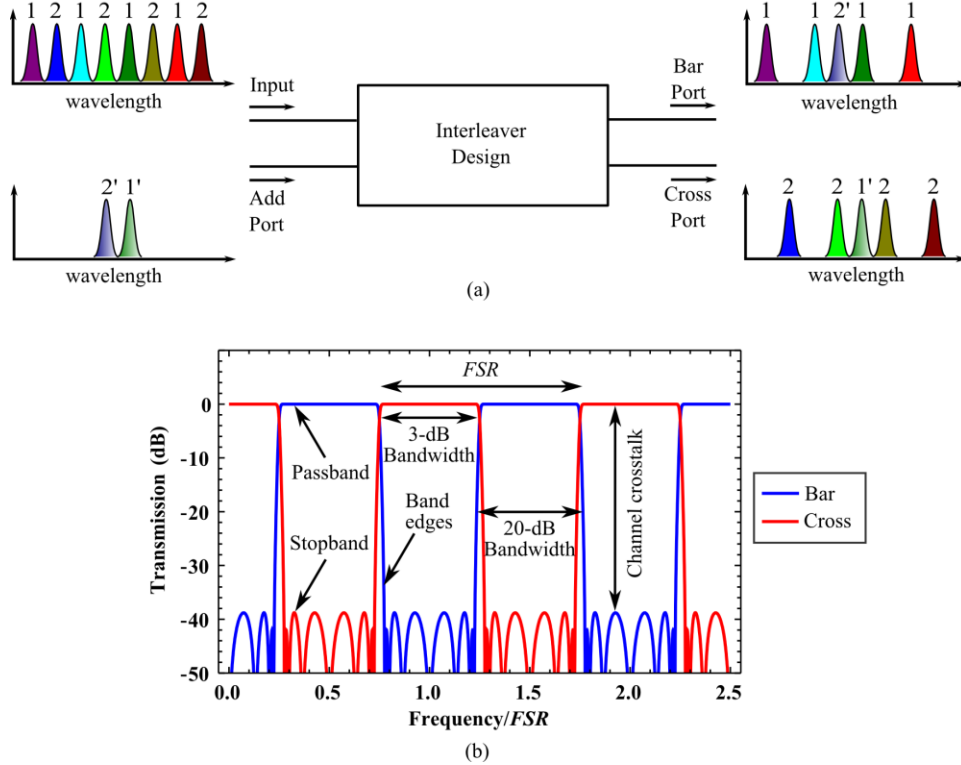 1 2 1 2 1 2 1 2
wavelength
Input
Bar
Port
1 1 2' 1 1
wavelength
Interleaver
Design
2' 1'
wavelength
Add
Port
Cross
Port
2 2 1' 2 2
wavelength
(a)
Transmission (dB)
0
-10
-20
-30
-40
-50
FSR
3-dB
Bandwidth
Passband
Band
edges
Stopband
20-dB
Bandwidth
Channel crosstalk
Bar
Cross
0.0 0.5 1.0 1.5 2.0 2.5
Frequency/FSR
(b)